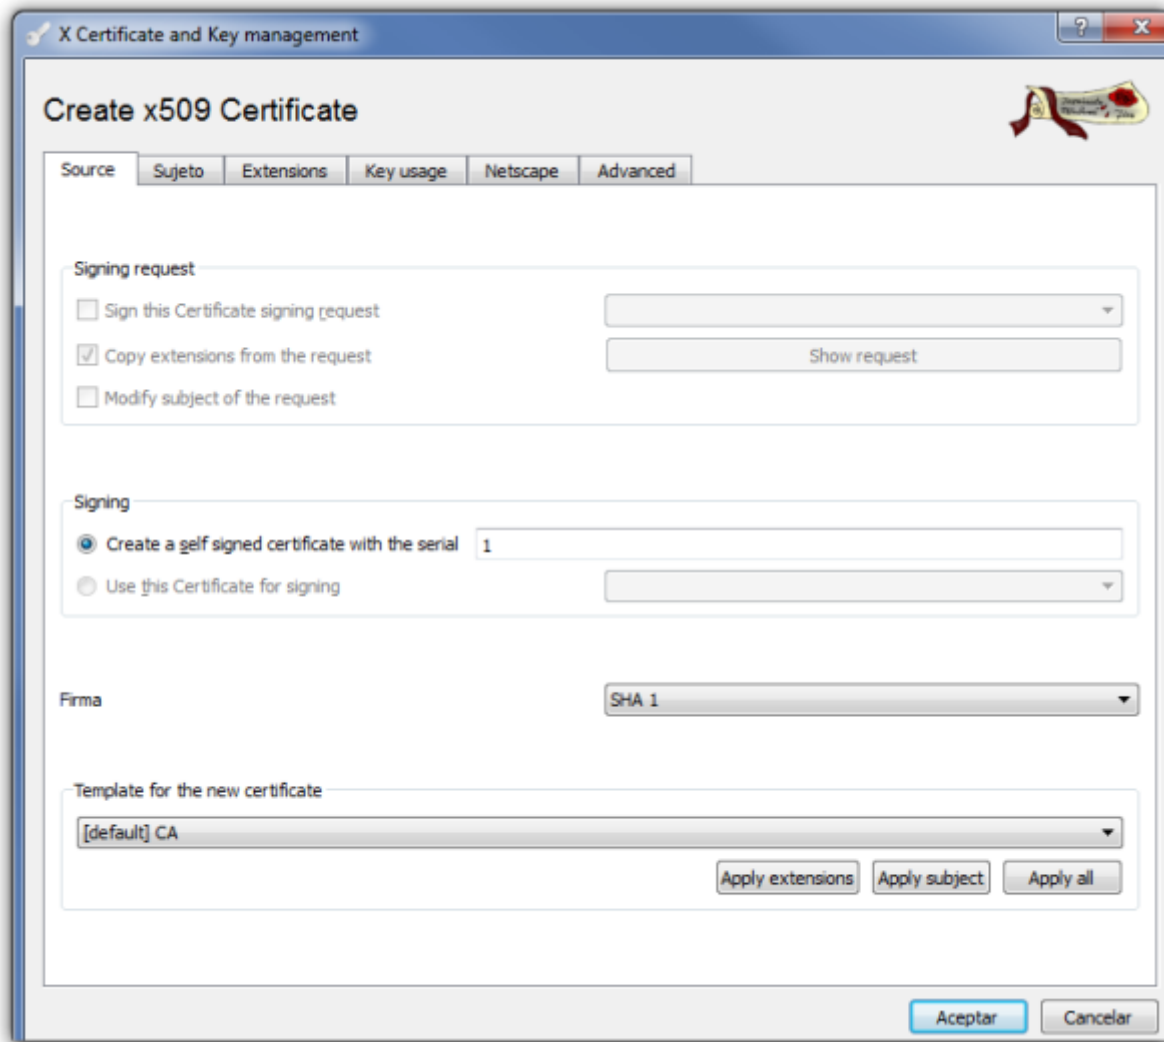 X Certificate and Key management
Create x509 Certificate
Source Sujeto Extensions Key usage Netscape Advanced
Signing request
Sign this Certificate signing request
Copy extensions from the request Show request
Modify subject of the request
Signing
Create a self signed certificate with the serial 1
Use this Certificate for signing
Firma SHA 1
Template for the new certificate
[default] CA
Apply extensions Apply subject Apply all
Aceptar Cancelar